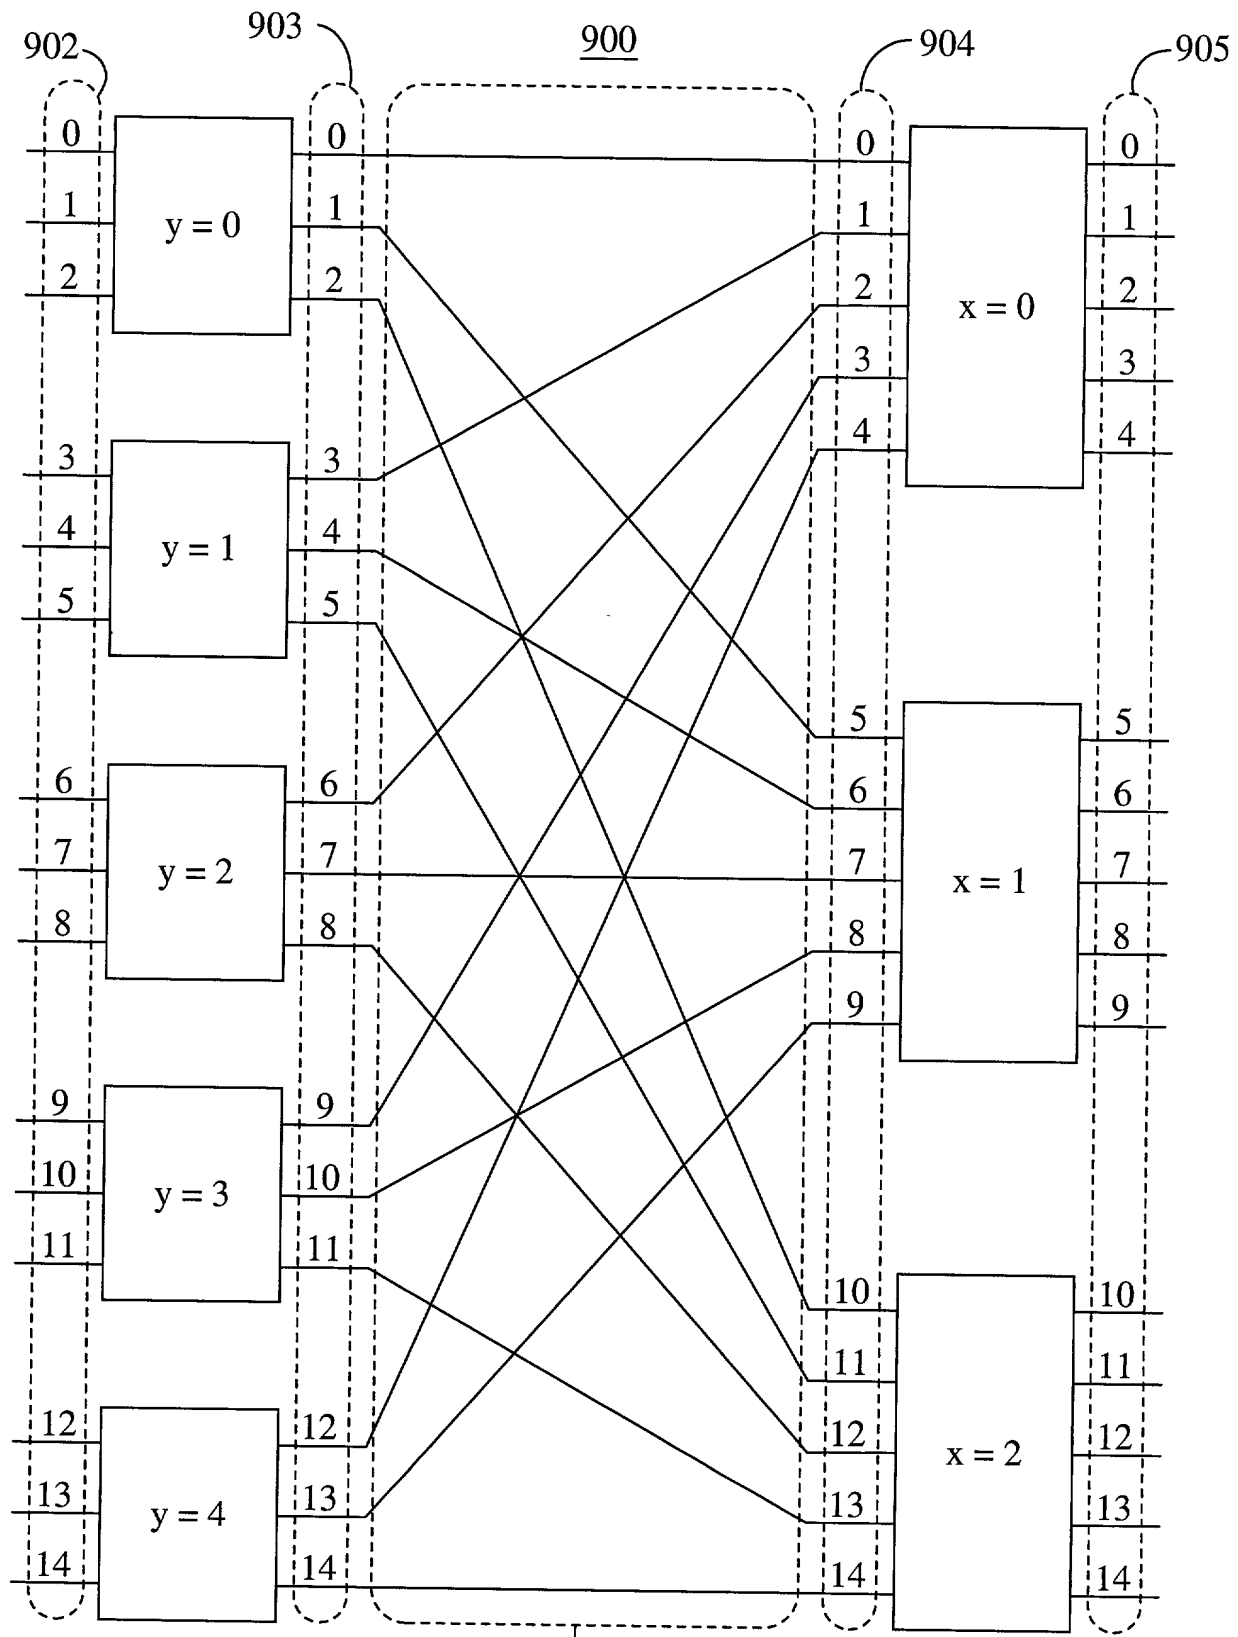 902 903 900 904 905
0 0 0 0
1 y = 0 1 1 1
2 2 2 x = 0 2
3 3
4 4
3 3
4 y = 1 4
5 5
5 5
6 6 6 6
7 y = 2 7 7 x = 1 7
8 8 8 8
9 9
9 9
10 y = 3 10
11 11
10 10
11 11
12 12 12 x = 2 12
13 y = 4 13 13 13
14 14 14 14